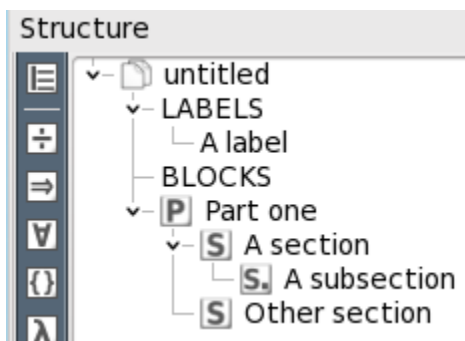 Structure
untitled
LABELS
A label
BLOCKS
P Part one
S A section
S. A subsection
S Other section
÷
⇒
∀
{}
λ